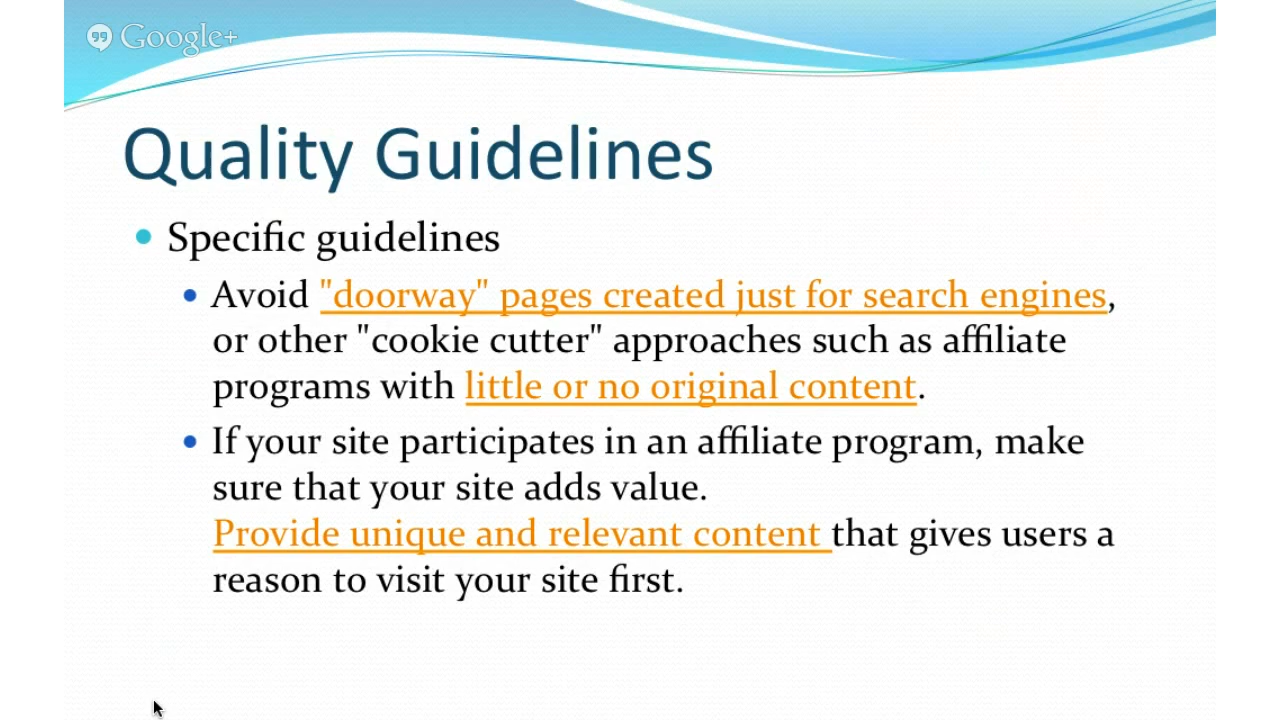 Google+
Quality Guidelines
Specific guidelines
Avoid "doorway" pages created just for search engines,
or other "cookie cutter" approaches such as affiliate
programs with little or no original content.
If your site participates in an affiliate program, make
sure that your site adds value.
Provide unique and relevant content that gives users a
reason to visit your site first.